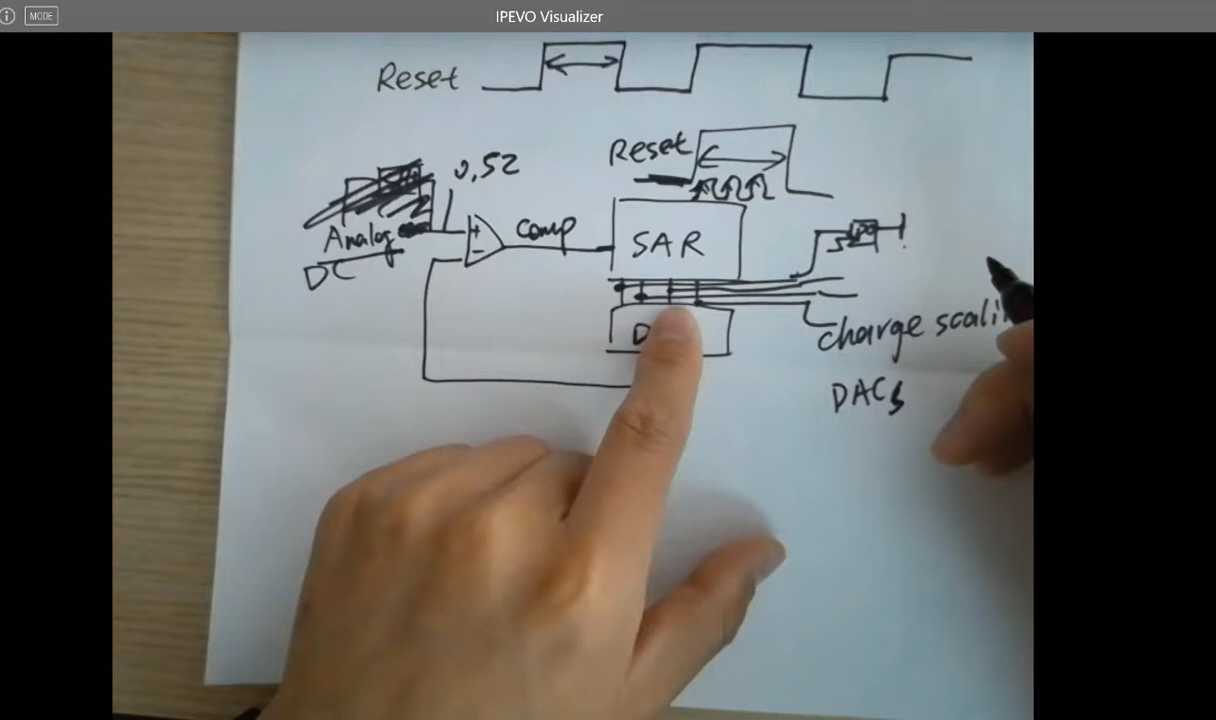 MODE
IPEVO Visualizer
Reset
Reset
0,52
Analog
DC
+
-
Comp
SAR
D
charge scali
DACs